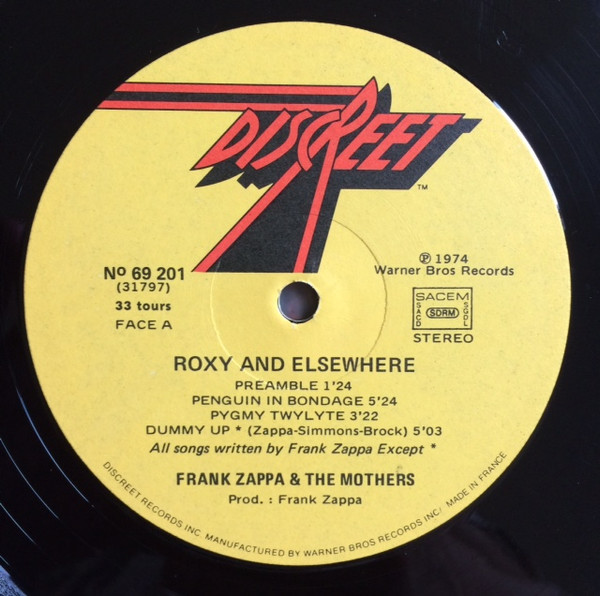 DISCREET
TM
Nº 69 201
(31797)
33 tours
FACE A
℗ 1974
Warner Bros Records
SACEM
SACD
SDRM
SGDL
STEREO
ROXY AND ELSEWHERE
PREAMBLE 1'24
PENGUIN IN BONDAGE 5'24
PYGMY TWYLYTE 3'22
DUMMY UP * (Zappa-Simmons-Brock) 5'03
All songs written by Frank Zappa Except *
FRANK ZAPPA & THE MOTHERS
Prod. : Frank Zappa
DISCREET RECORDS INC. MANUFACTURED BY WARNER BROS RECORDS INC. MADE IN FRANCE